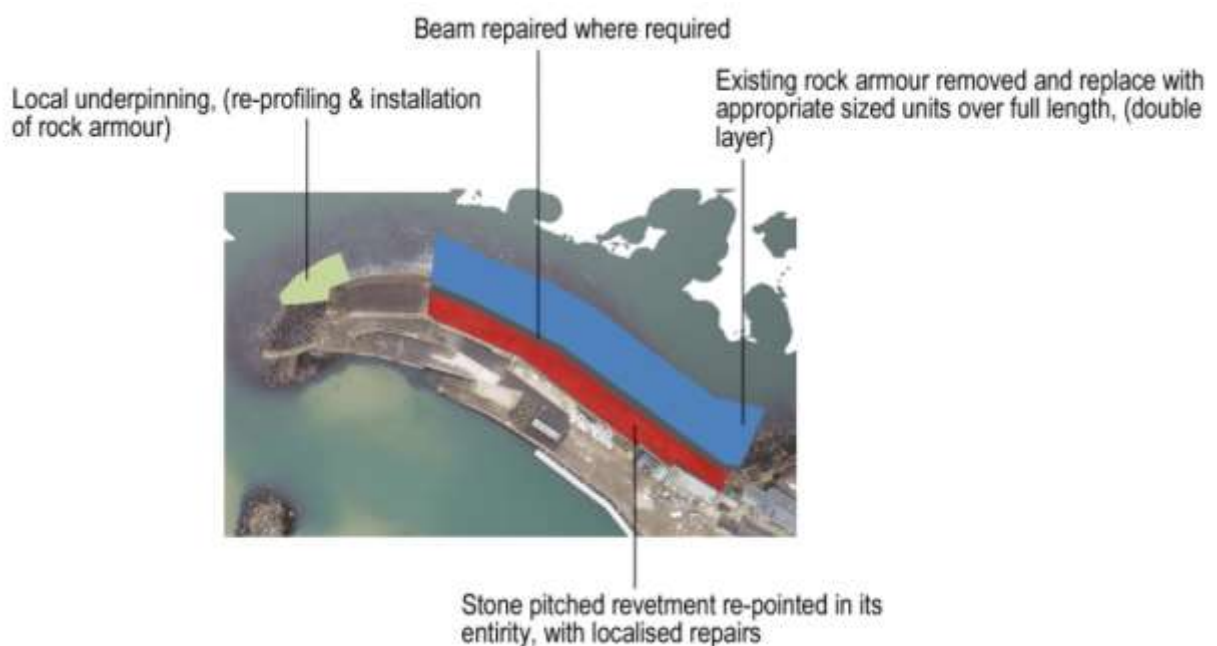 Beam repaired where required
Local underpinning, (re-profiling & installation
of rock armour)
Existing rock armour removed and replace with
appropriate sized units over full length, (double
layer)
Stone pitched revetment re-pointed in its
entirity, with localised repairs